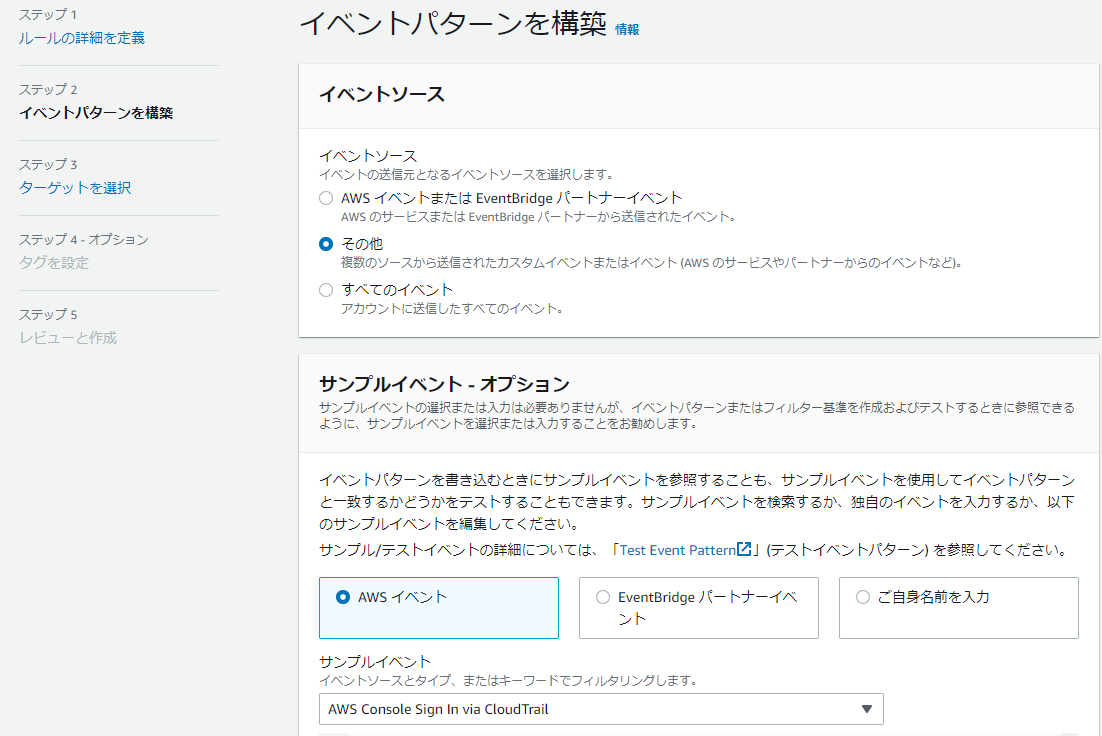 ステップ 1
ルールの詳細を定義
ステップ 2
イベントパターンを構築
ステップ 3
ターゲットを選択
ステップ 4 - オプション
タグを設定
ステップ 5
レビューと作成
イベントパターンを構築 情報
イベントソース
イベントソース
イベントの送信元となるイベントソースを選択します。
AWS イベントまたは EventBridge パートナーイベント
AWS のサービスまたは EventBridge パートナーから送信されたイベント。
その他
複数のソースから送信されたカスタムイベントまたはイベント (AWS のサービスやパートナーからのイベントなど)。
すべてのイベント
アカウントに送信したすべてのイベント。
サンプルイベント - オプション
サンプルイベントの選択または入力は必要ありませんが、イベントパターンまたはフィルター基準を作成およびテストするときに参照できる
ように、サンプルイベントを選択または入力することをお勧めします。
イベントパターンを書き込むときにサンプルイベントを参照することも、サンプルイベントを使用してイベントパターン
と一致するかどうかをテストすることもできます。サンプルイベントを検索するか、独自のイベントを入力するか、以下
のサンプルイベントを編集してください。
サンプル/テストイベントの詳細については、「Test Event Pattern」(テストイベントパターン) を参照してください。
AWS イベント
EventBridge パートナーイベ
ント
ご自身名前を入力
サンプルイベント
イベントソースとタイプ、またはキーワードでフィルタリングします。
AWS Console Sign In via CloudTrail